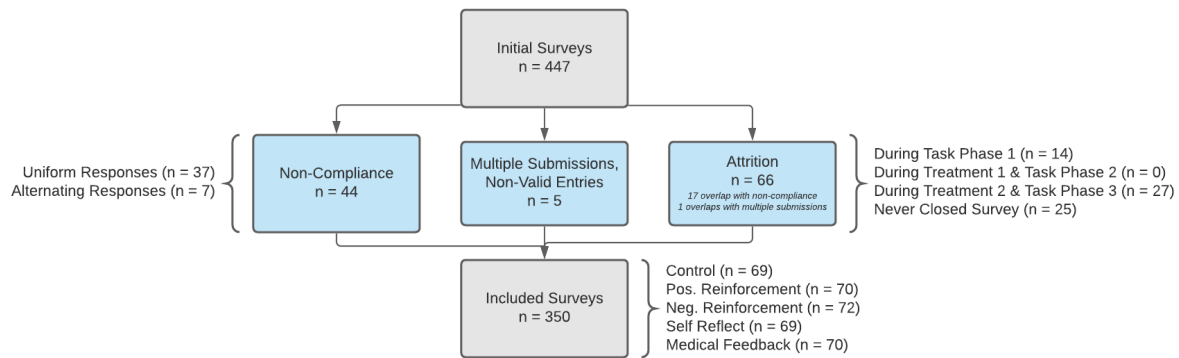 Initial Surveys
n = 447
Uniform Responses (n = 37)
Alternating Responses (n = 7)
Non-Compliance
n = 44
Multiple Submissions,
Non-Valid Entries
n = 5
Attrition
n = 66
17 overlap with non-compliance
1 overlaps with multiple submissions
During Task Phase 1 (n = 14)
During Treatment 1 & Task Phase 2 (n = 0)
During Treatment 2 & Task Phase 3 (n = 27)
Never Closed Survey (n = 25)
Included Surveys
n = 350
Control (n = 69)
Pos. Reinforcement (n = 70)
Neg. Reinforcement (n = 72)
Self Reflect (n = 69)
Medical Feedback (n = 70)